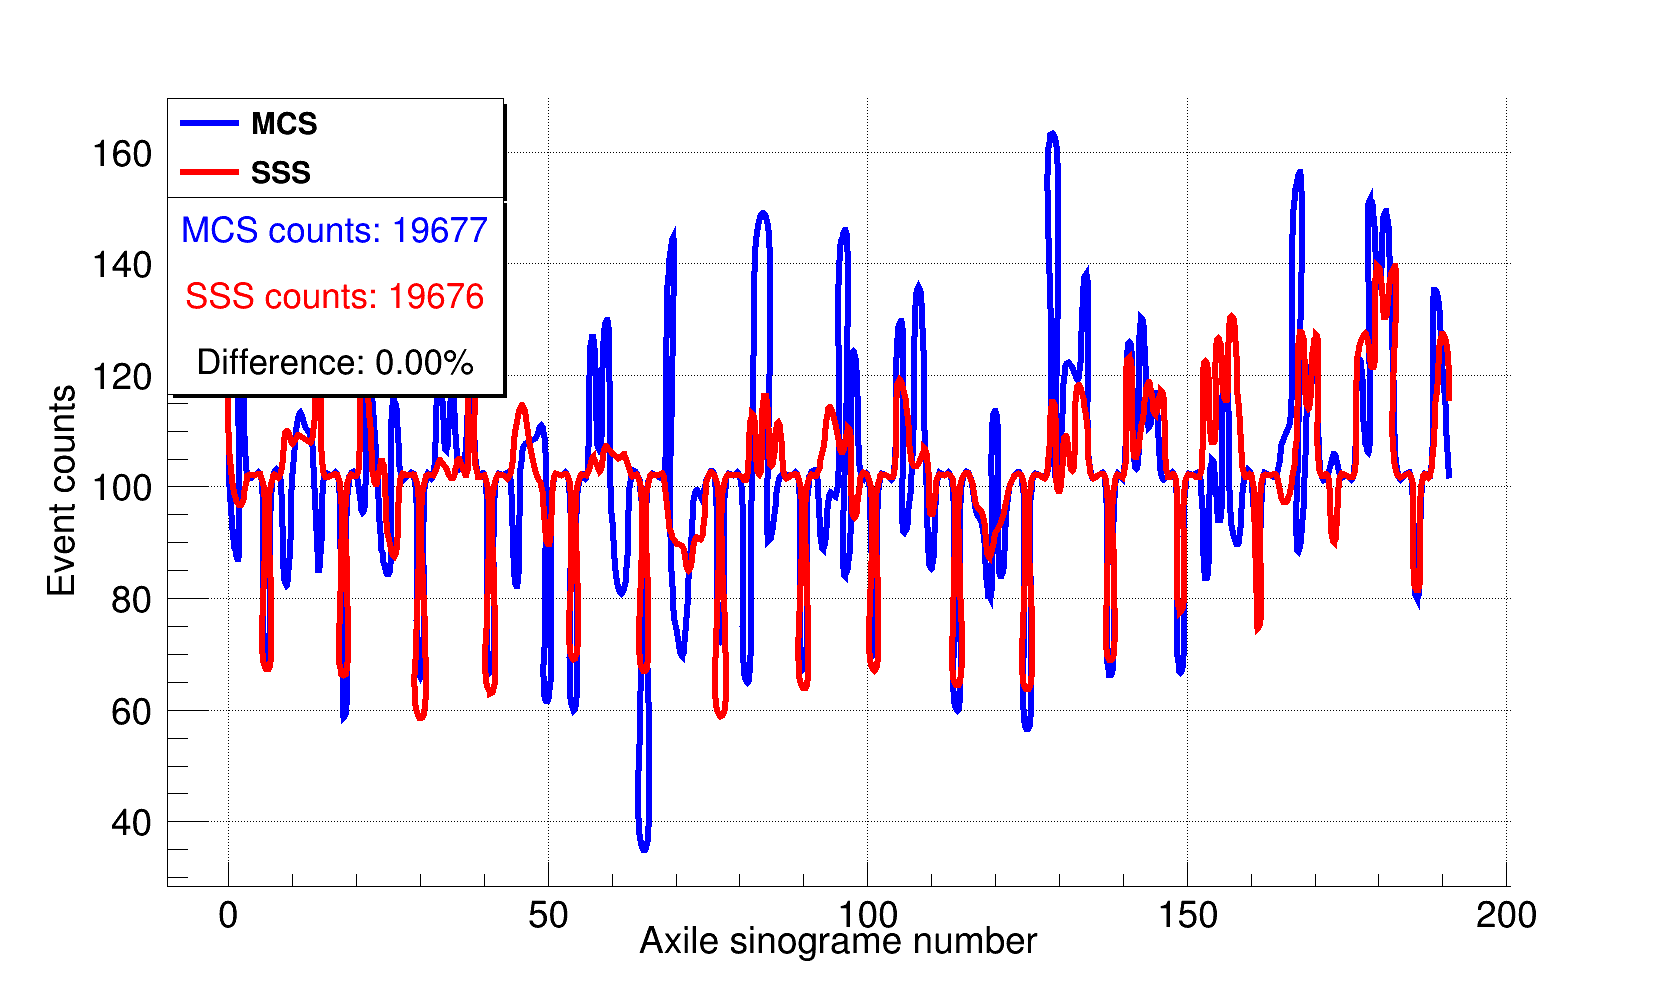 MCS
SSS
MCS counts: 19677
SSS counts: 19676
Difference: 0.00%
Event counts
160
140
120
100
80
60
40
0 50 100 150 200
Axile sinograme number